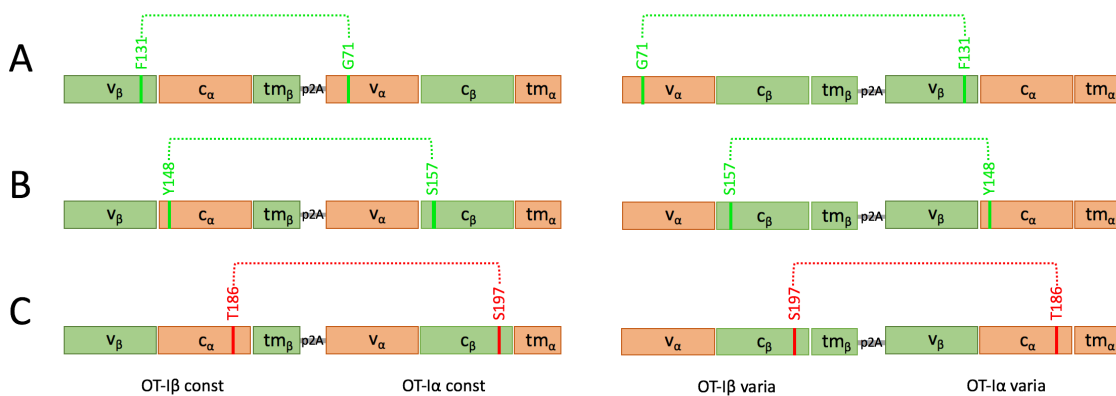 A
F131 G71 G71 F131
vβ cα tmβ p2A vα cβ tmα vα cβ tmβ p2A vβ cα tmα
B
Y148 S157 S157 Y148
vβ cα tmβ p2A vα cβ tmα vα cβ tmβ p2A vβ cα tmα
C
T186 S197 S197 T186
vβ cα tmβ p2A vα cβ tmα vα cβ tmβ p2A vβ cα tmα
OT-Iβ const OT-Iα const OT-Iβ varia OT-Iα varia